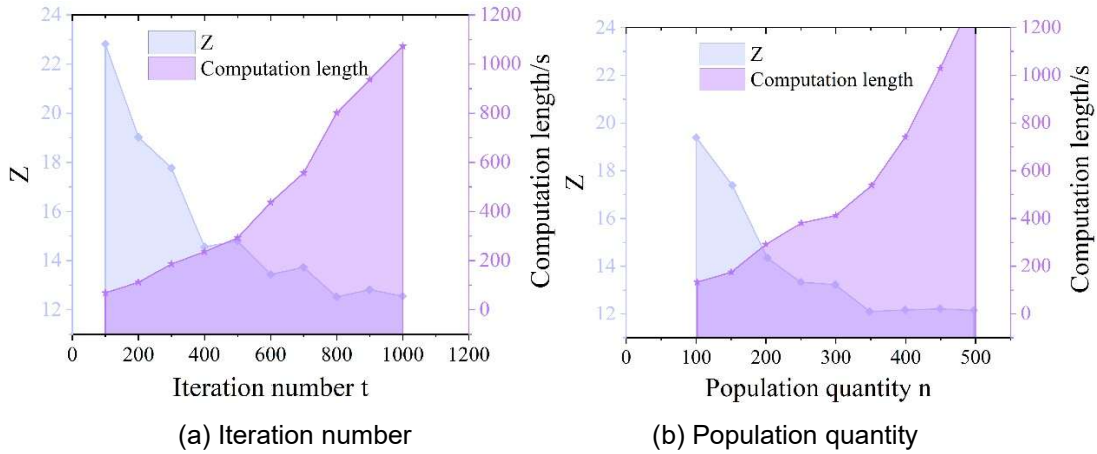 24
22
20
18
16
14
12
Z
Z
Computation length
1200
1000
800
600
400
200
0
Computation length/s
0 200 400 600 800 1000 1200
Iteration number t
(a) Iteration number
24
22
20
18
16
14
12
Z
Z
Computation length
1200
1000
800
600
400
200
0
Computation length/s
0 100 200 300 400 500
Population quantity n
(b) Population quantity